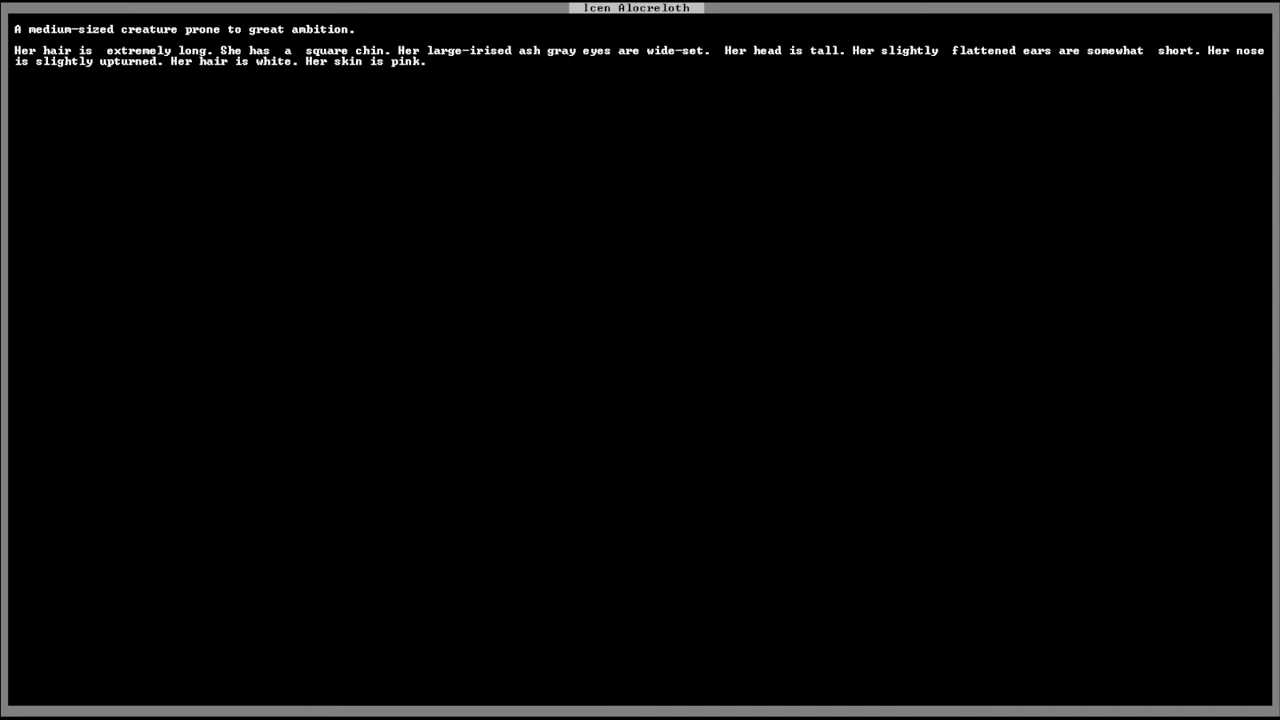 Icen Alocreloth
A medium-sized creature prone to great ambition.
Her hair is  extremely long. She has  a  square chin. Her large-irised ash gray eyes are wide-set.  Her head is tall. Her slightly  flattened ears are somewhat  short. Her nose
is slightly upturned. Her hair is white. Her skin is pink.